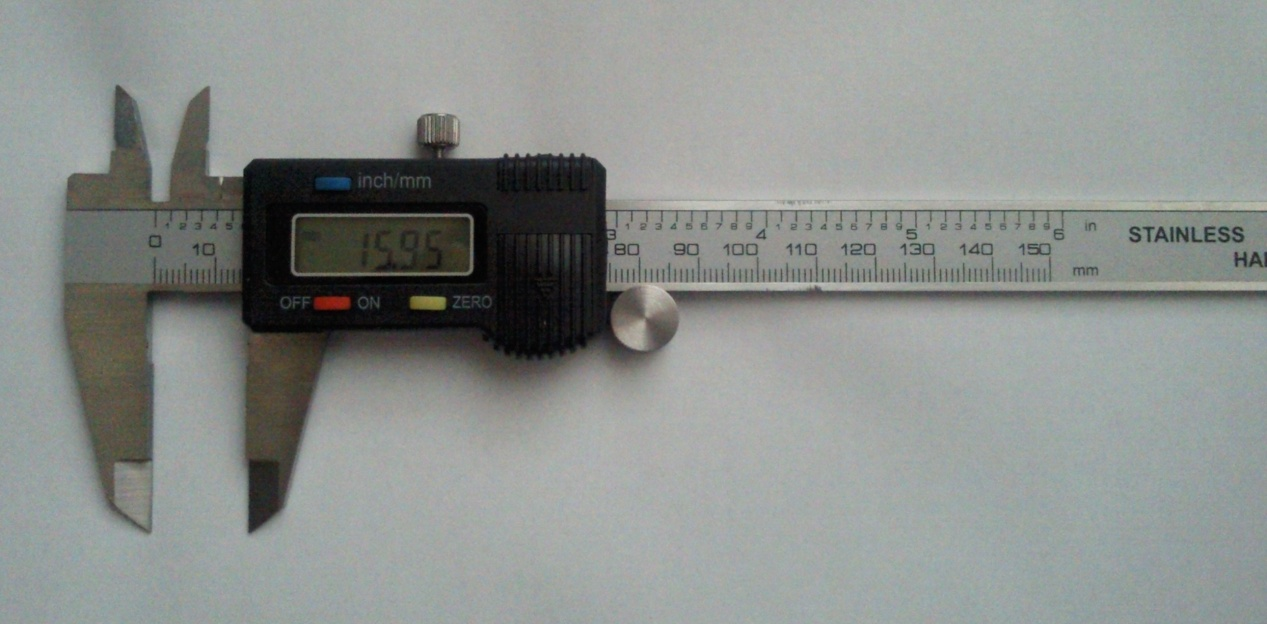 inch/mm
15.95
OFF ON ZERO
1 2 3 4 5
0 10
3 1 2 3 4 5 6 7 8 9 4 1 2 3 4 5 6 7 8 9 5 1 2 3 4 5 6 7 8 9 6 in
80 90 100 110 120 130 140 150
mm
STAINLESS
HA